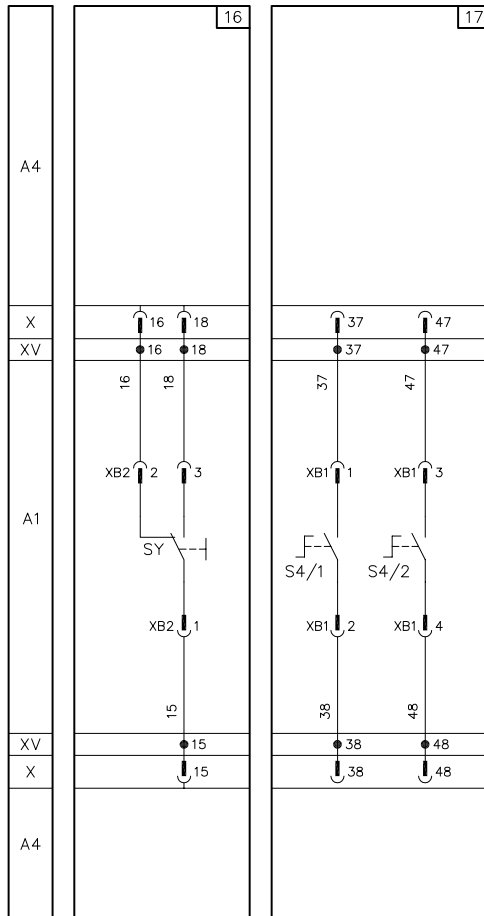 16 17
A4
X 16 18 37 47
XV 16 18 37 47
16 18 37 47
XB2 2 3 XB1 1 XB1 3
A1
SY
S4/1 S4/2
XB2 1 XB1 2 XB1 4
15 38 48
XV 15 38 48
X 15 38 48
A4